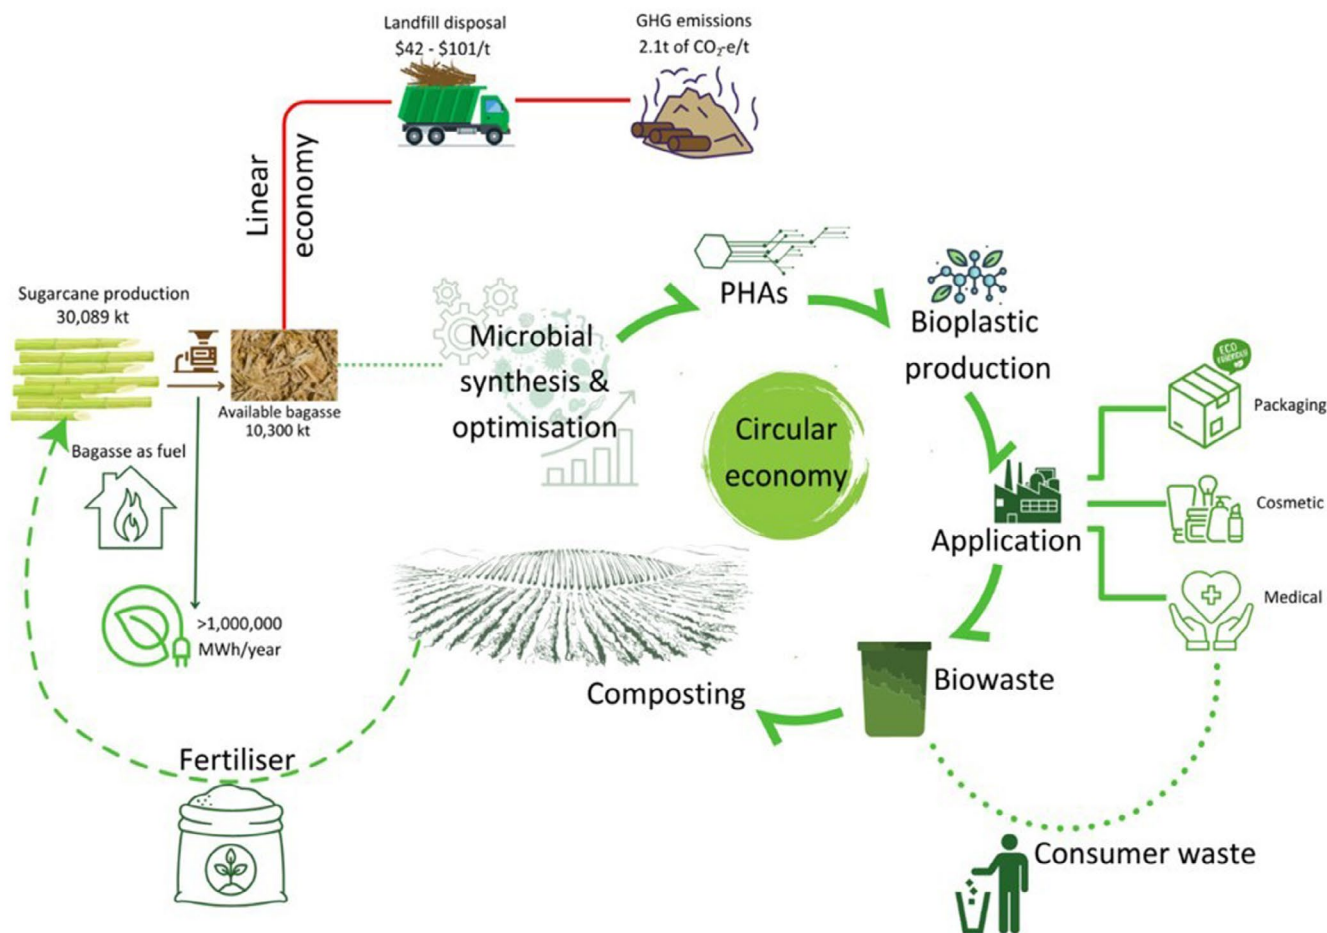 Landfill disposal
$42 - $101/t
GHG emissions
2.1t of CO₂-e/t
Linear
economy
Sugarcane production
30,089 kt
Available bagasse
10,300 kt
Bagasse as fuel
>1,000,000
MWh/year
Microbial
synthesis &
optimisation
PHAs
Bioplastic
production
Circular
economy
ECO
FRIENDLY
Packaging
Cosmetic
Medical
Application
Biowaste
Composting
Fertiliser
Consumer waste